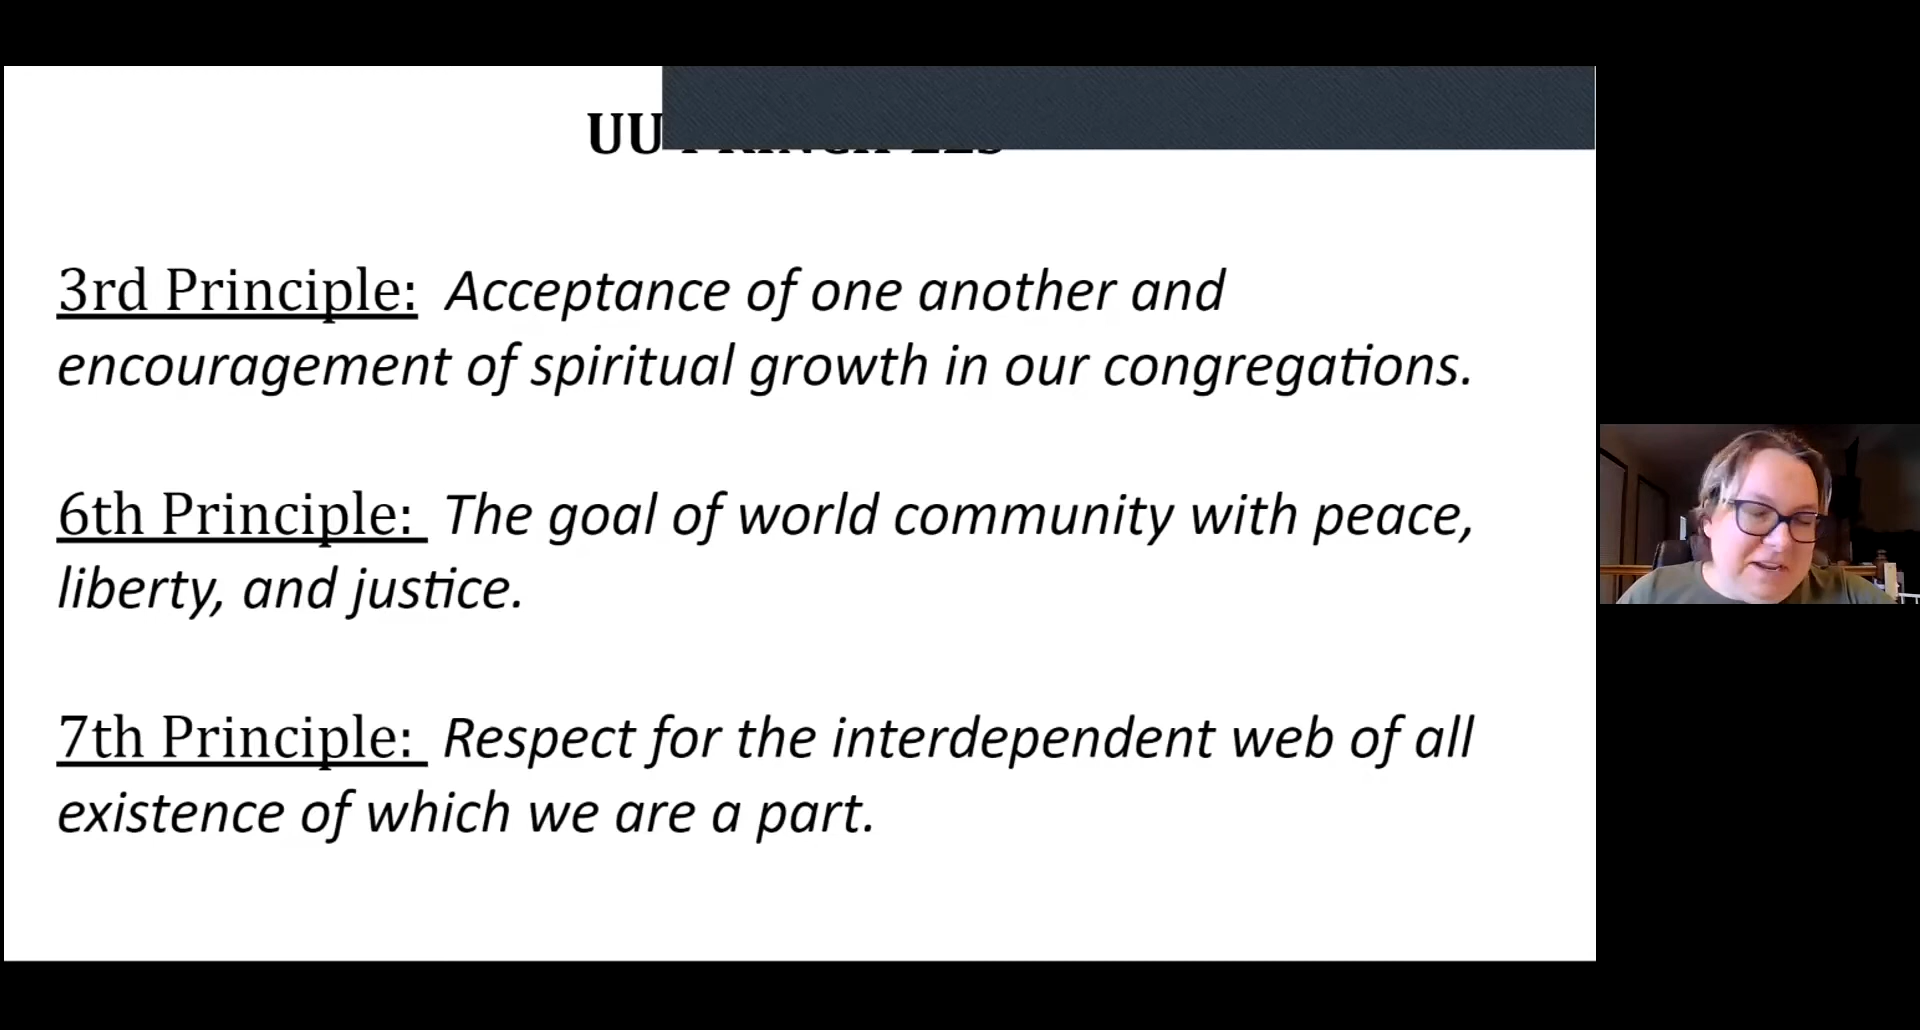 UU
3rd Principle: Acceptance of one another and
encouragement of spiritual growth in our congregations.
6th Principle: The goal of world community with peace,
liberty, and justice.
7th Principle: Respect for the interdependent web of all
existence of which we are a part.